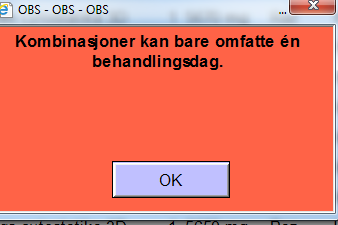 OBS - OBS - OBS
Kombinasjoner kan bare omfatte én
behandlingsdag.
OK